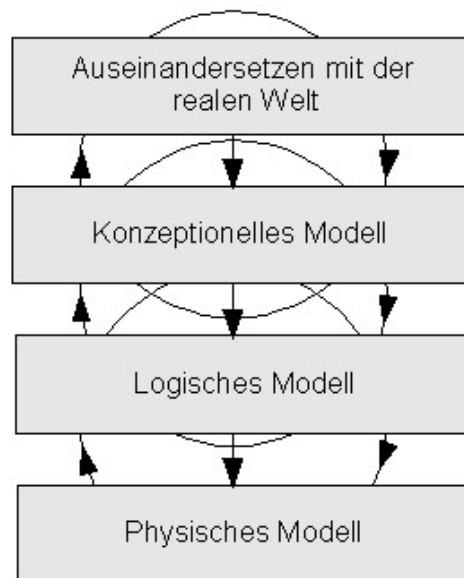 Auseinandersetzen mit der
realen Welt
Konzeptionelles Modell
Logisches Modell
Physisches Modell